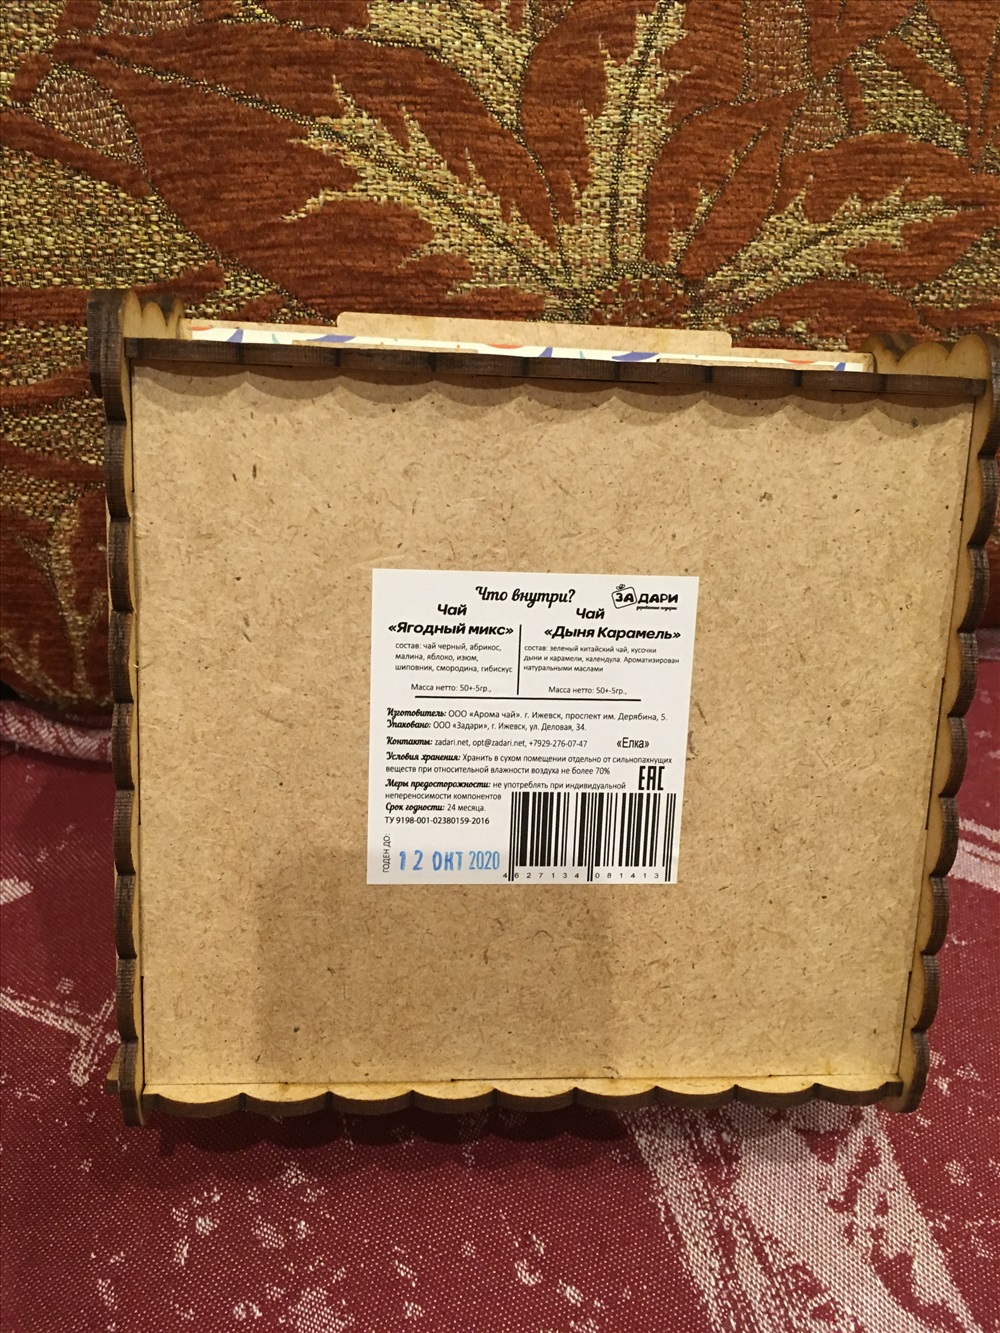 Что внутри?
ЗАДАРИ
деревянные подарки
Чай
«Ягодный микс»
состав: чай черный, абрикос,
малина, яблоко, изюм,
шиповник, смородина, гибискус
Масса нетто: 50+-5гр.,
Чай
«Дыня Карамель»
состав: зеленый китайский чай, кусочки
дыни и карамели, календула. Ароматизирован
натуральными маслами
Масса нетто: 50+-5гр.,
Изготовитель: ООО «Арома чай». г. Ижевск, проспект им. Дерябина, 5.
Упаковано: ООО «Задари», г. Ижевск, ул. Деловая, 34.
Контакты: zadari.net, opt@zadari.net, +7929-276-07-47 «Елка»
Условия хранения: Хранить в сухом помещении отдельно от сильнопахнущих
веществ при относительной влажности воздуха не более 70%
EAC
Меры предосторожности: не употреблять при индивидуальной
непереносимости компонентов
Срок годности: 24 месяца.
ТУ 9198-001-02380159-2016
ГОДЕН ДО:
12 ОКТ 2020
4 627134 081413